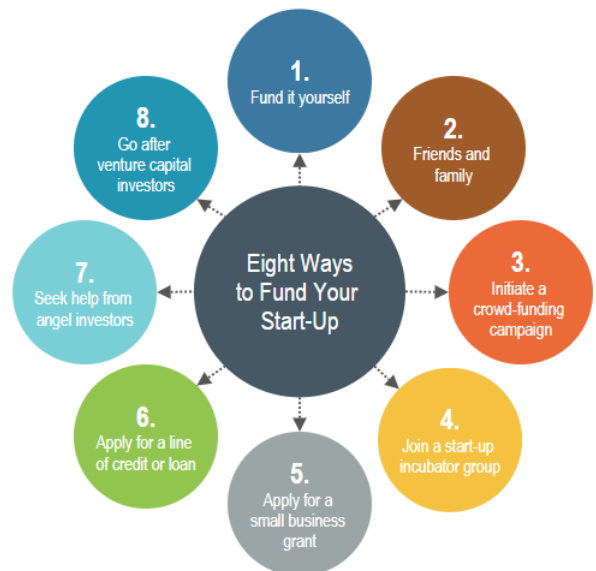 Eight Ways
to Fund Your
Start-Up
1.
Fund it yourself
2.
Friends and
family
3.
Initiate a
crowd-funding
campaign
4.
Join a start-up
incubator group
5.
Apply for a
small business
grant
6.
Apply for a line
of credit or loan
7.
Seek help from
angel investors
8.
Go after
venture capital
investors